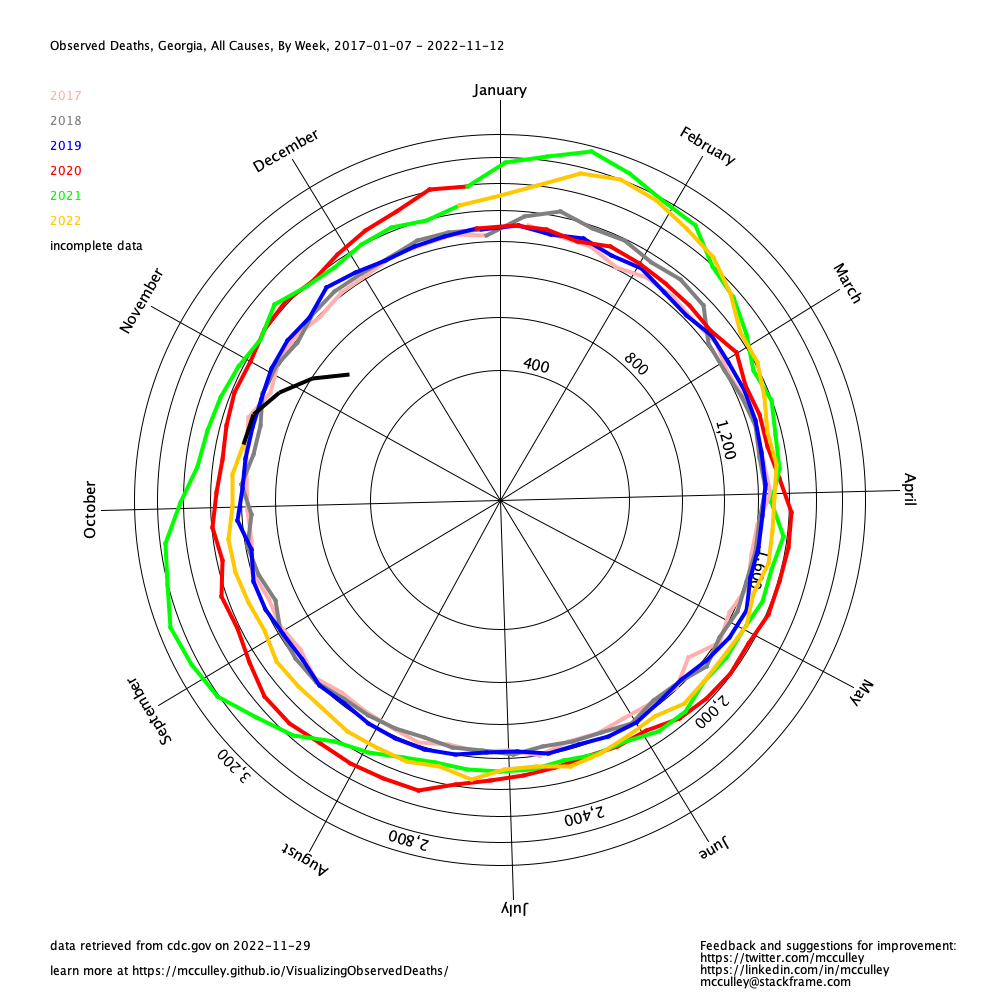 Observed Deaths, Georgia, All Causes, By Week, 2017-01-07 - 2022-11-12
2017
2018
2019
2020
2021
2022
incomplete data
January
February
March
April
May
June
July
August
September
October
November
December
400
800
1,200
1,600
2,000
2,400
2,800
3,200
data retrieved from cdc.gov on 2022-11-29
learn more at https://mcculley.github.io/VisualizingObservedDeaths/
Feedback and suggestions for improvement:
https://twitter.com/mcculley
https://linkedin.com/in/mcculley
mcculley@stackframe.com